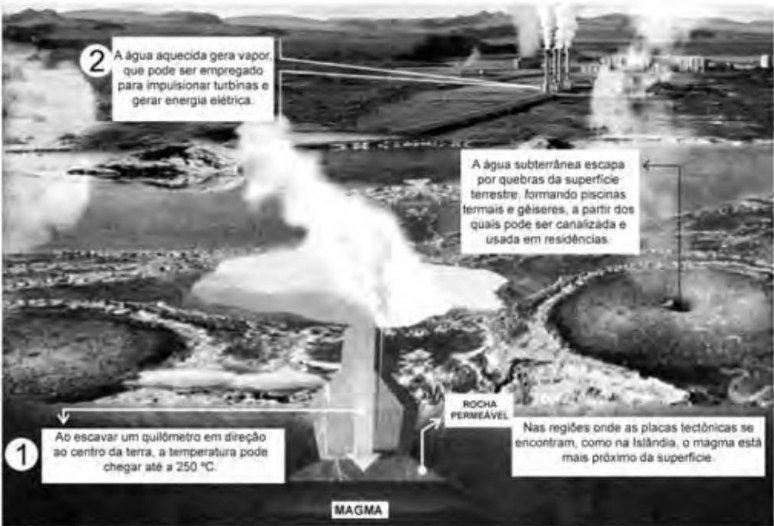 2
A água aquecida gera vapor,
que pode ser empregado
para impulsionar turbinas e
gerar energia elétrica.
A água subterrânea escapa
por quebras da superfície
terrestre, formando piscinas
termais e gêiseres, a partir dos
quais pode ser canalizada e
usada em residências.
1
Ao escavar um quilômetro em direção
ao centro da terra, a temperatura pode
chegar até a 250 ºC.
ROCHA
PERMEÁVEL
Nas regiões onde as placas tectônicas se
encontram, como na Islândia, o magma está
mais próximo da superfície.
MAGMA